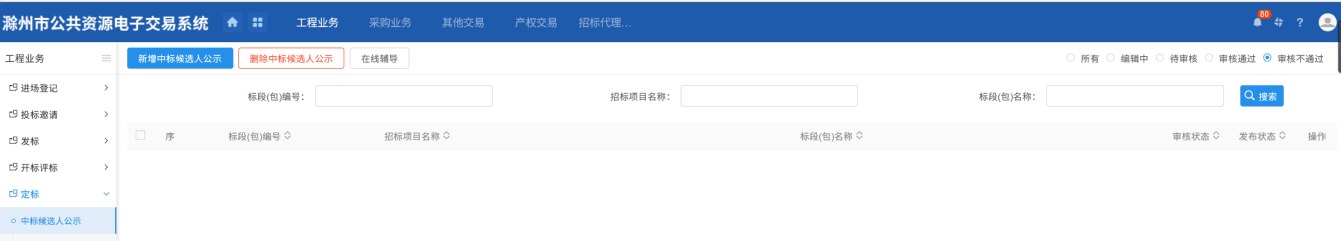 滁州市公共资源电子交易系统 工程业务 采购业务 其他交易 产权交易 招标代理... 80 ?
工程业务
新增中标候选人公示 删除中标候选人公示 在线辅导 所有 编辑中 待审核 审核通过 审核不通过
进场登记
标段(包)编号： 招标项目名称： 标段(包)名称： 搜索
投标邀请
序 标段(包)编号 招标项目名称 标段(包)名称 审核状态 发布状态 操作
发标
开标评标
定标
中标候选人公示